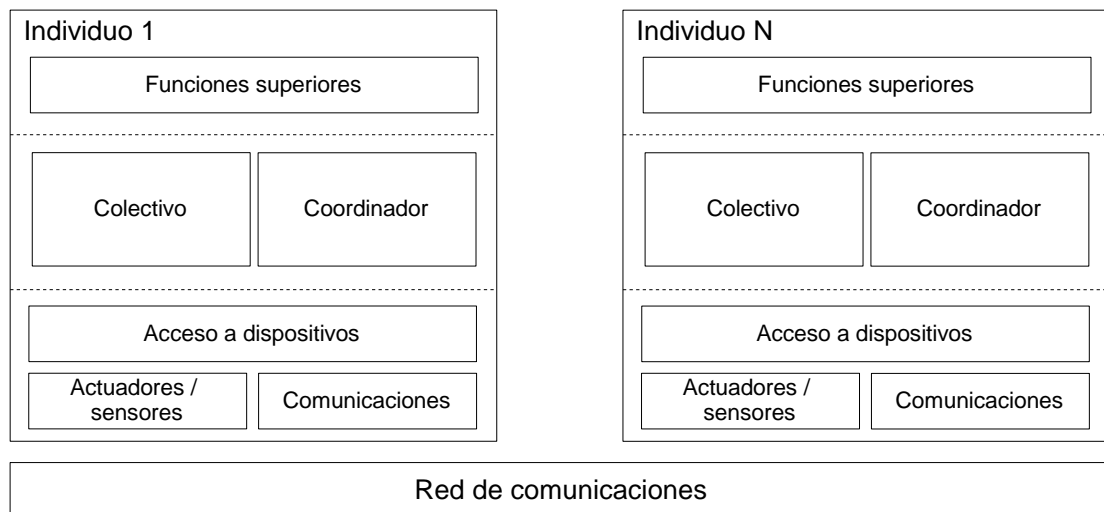 Individuo 1
Funciones superiores
Colectivo
Coordinador
Acceso a dispositivos
Actuadores /
sensores
Comunicaciones
Individuo N
Funciones superiores
Colectivo
Coordinador
Acceso a dispositivos
Actuadores /
sensores
Comunicaciones
Red de comunicaciones